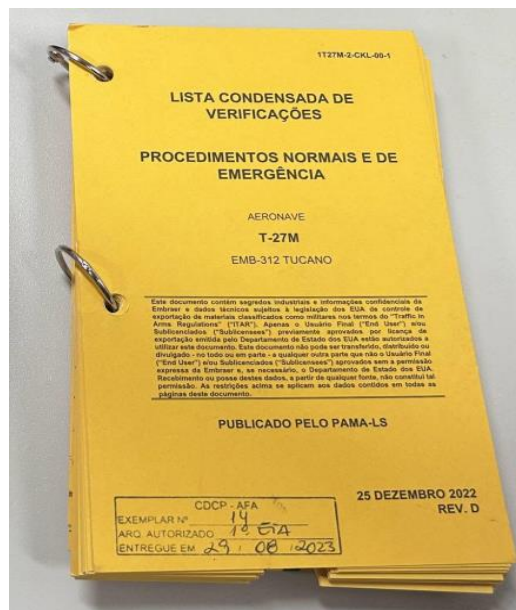 1T27M-2-CKL-00-1
LISTA CONDENSADA DE
VERIFICAÇÕES
PROCEDIMENTOS NORMAIS E DE
EMERGÊNCIA
AERONAVE
T-27M
EMB-312 TUCANO
Este documento contém segredos industriais e informações confidenciais da
Embraer e dados técnicos sujeitos à legislação dos EUA de controle de
exportação de materiais classificados como militares nos termos do "Traffic in
Arms Regulations" ("ITAR"). Apenas o Usuário Final ("End User") e/ou
Sublicenciados ("Sublicensees") previamente aprovados por licença de
exportação emitida pelo Departamento de Estado dos EUA estão autorizados a
utilizar este documento. Este documento não pode ser transferido, distribuído ou
divulgado - no todo ou em parte - a qualquer outra parte que não o Usuário Final
("End User") e/ou Sublicenciados ("Sublicensees") aprovados sem a permissão
expressa da Embraer e, se necessário, o Departamento de Estado dos EUA.
Recebimento ou posse destes dados, a partir de qualquer fonte, não constitui tal
permissão. As restrições acima se aplicam aos dados contidos em todas as
páginas deste documento.
PUBLICADO PELO PAMA-LS
25 DEZEMBRO 2022
REV. D
CDCP - AFA
EXEMPLAR Nº 14
ARQ AUTORIZADO 1º EIA
ENTREGUE EM 29 / 08 / 2023